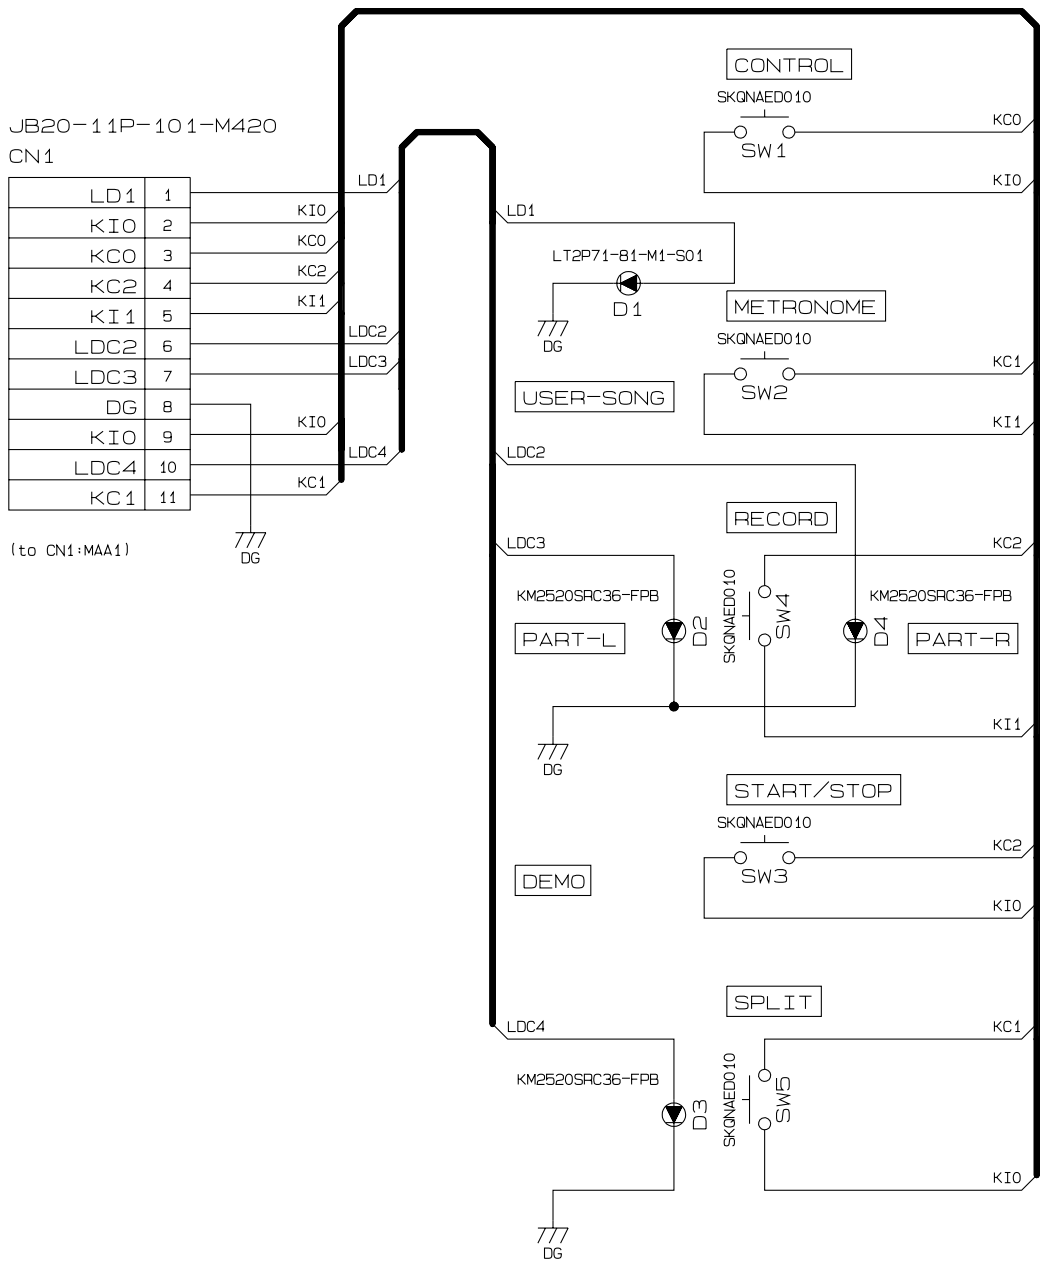 JB20-11P-101-M420
CN1
LD1 1
KI0 2
KC0 3
KC2 4
KI1 5
LDC2 6
LDC3 7
DG 8
KI0 9
LDC4 10
KC1 11
(to CN1:MAA1)
LD1
KI0
KC0
KC2
KI1
LDC2
LDC3
KI0
LDC4
KC1
DG
CONTROL
SKQNAED010
SW1
KC0
KI0
LD1
LT2P71-81-M1-S01
D1
DG
USER-SONG
METRONOME
SKQNAED010
SW2
KC1
KI1
LDC2
LDC3
RECORD
KC2
KM2520SRC36-FPB
PART-L
D2
SKQNAED010
SW4
KM2520SRC36-FPB
D4
PART-R
DG
KI1
START/STOP
SKQNAED010
SW3
KC2
KI0
DEMO
SPLIT
LDC4
KC1
KM2520SRC36-FPB
D3
SKQNAED010
SW5
KI0
DG